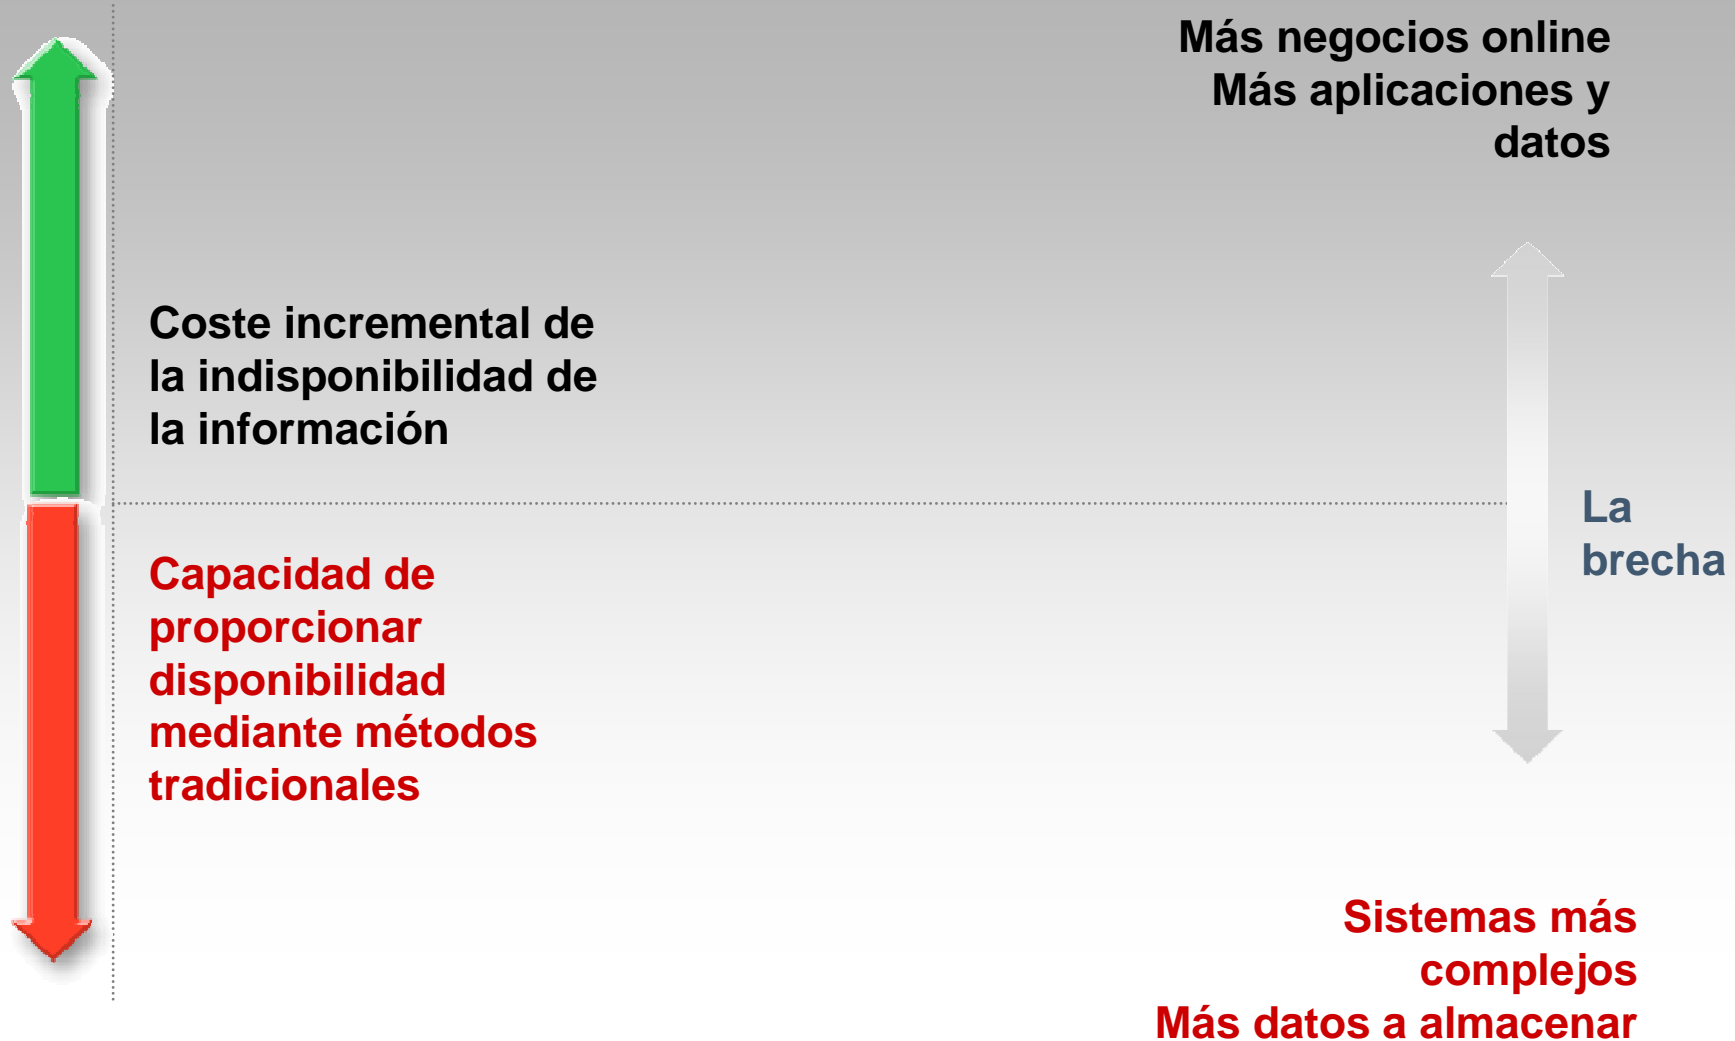 Más negocios online
Más aplicaciones y
datos
Coste incremental de
la indisponibilidad de
la información
La
brecha
Capacidad de
proporcionar
disponibilidad
mediante métodos
tradicionales
Sistemas más
complejos
Más datos a almacenar